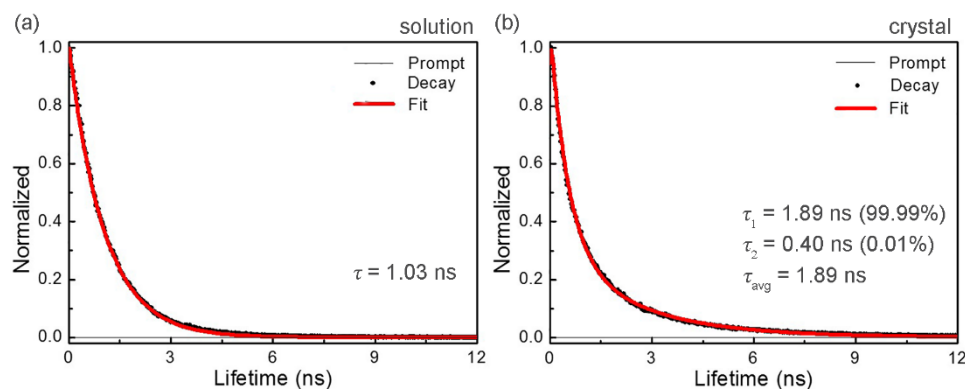 (a)
solution
1.0
0.8
0.6
0.4
0.2
0.0
Normalized
Prompt
Decay
Fit
τ = 1.03 ns
0 3 6 9 12
Lifetime (ns)
(b)
crystal
1.0
0.8
0.6
0.4
0.2
0.0
Normalized
Prompt
Decay
Fit
τ₁ = 1.89 ns (99.99%)
τ₂ = 0.40 ns (0.01%)
τavg = 1.89 ns
0 3 6 9 12
Lifetime (ns)